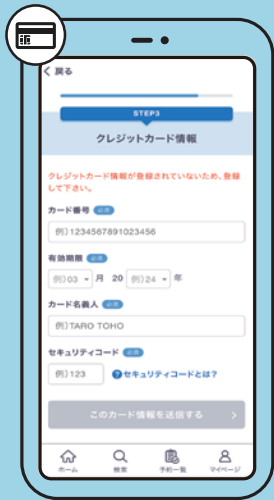 戻る
STEP3
クレジットカード情報
クレジットカード情報が登録されていないため、登録
して下さい。
カード番号 必須
例)1234567891023456
有効期限 必須
例)03 月 20 例)24 年
カード名義人 必須
例)TARO TOHO
セキュリティコード 必須
例)123 ?セキュリティコードとは?
このカード情報を送信する
ホーム 検索 予約一覧 マイページ